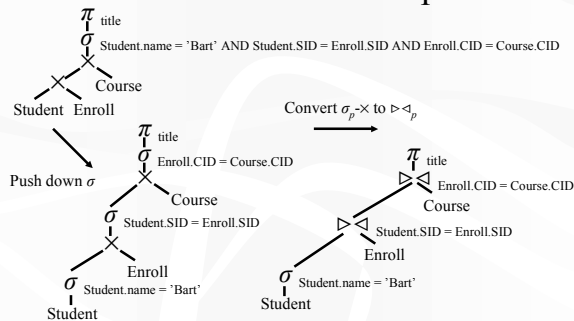 π title
σ Student.name = ’Bart’ AND Student.SID = Enroll.SID AND Enroll.CID = Course.CID
×
× Course
Student Enroll
Push down σ
π title
σ Enroll.CID = Course.CID
×
Course
σ Student.SID = Enroll.SID
×
Enroll
σ Student.name = ’Bart’
Student
Convert σp-× to ▷◁p
π title
▷◁ Enroll.CID = Course.CID
Course
▷◁ Student.SID = Enroll.SID
Enroll
σ Student.name = ’Bart’
Student